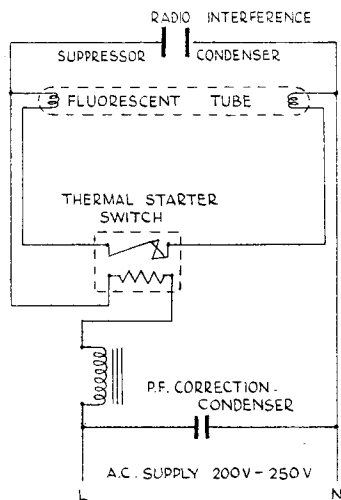 RADIO INTERFERENCE
SUPPRESSOR CONDENSER
FLUORESCENT TUBE
THERMAL STARTER
SWITCH
P.F. CORRECTION-
CONDENSER
A.C. SUPPLY 200V-250V
L N